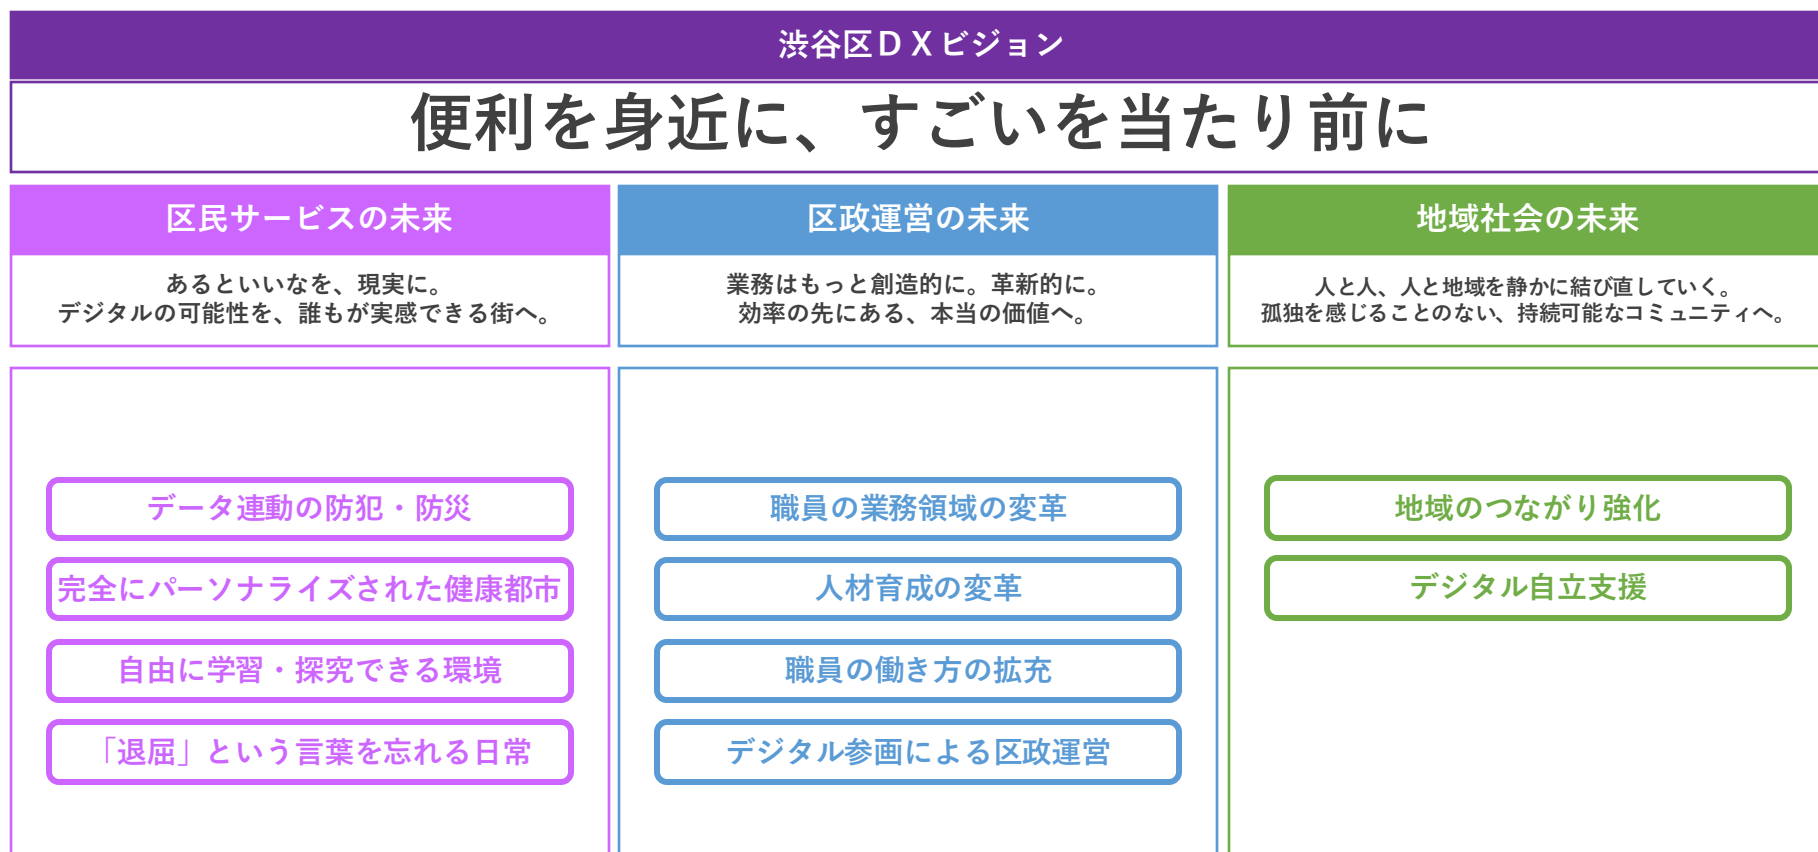 渋谷区ＤＸビジョン
便利を身近に、すごいを当たり前に
区民サービスの未来
あるといいなを、現実に。
デジタルの可能性を、誰もが実感できる街へ。
データ連動の防犯・防災
完全にパーソナライズされた健康都市
自由に学習・探究できる環境
「退屈」という言葉を忘れる日常
区政運営の未来
業務はもっと創造的に。革新的に。
効率の先にある、本当の価値へ。
職員の業務領域の変革
人材育成の変革
職員の働き方の拡充
デジタル参画による区政運営
地域社会の未来
人と人、人と地域を静かに結び直していく。
孤独を感じることのない、持続可能なコミュニティへ。
地域のつながり強化
デジタル自立支援